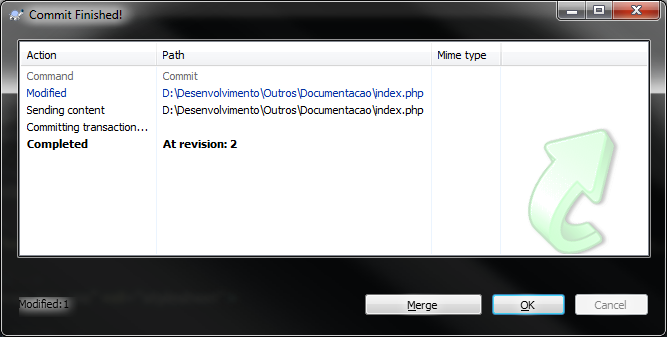 Commit Finished!
Action Path Mime type
Command Commit
Modified D:\Desenvolvimento\Outros\Documentacao\index.php
Sending content D:\Desenvolvimento\Outros\Documentacao\index.php
Committing transaction...
Completed At revision: 2
Modified:1
Merge OK Cancel